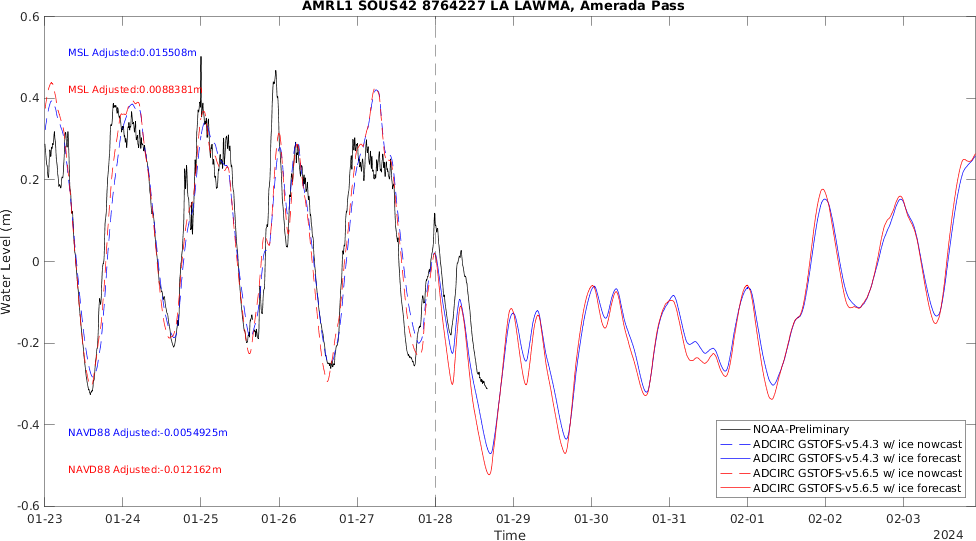 AMRL1 SOUS42 8764227 LA LAWMA, Amerada Pass
0.6
MSL Adjusted:0.015508m
MSL Adjusted:0.0088381m
0.4
0.2
0
-0.2
-0.4
-0.6
Water Level (m)
NAVD88 Adjusted:-0.0054925m
NAVD88 Adjusted:-0.012162m
NOAA-Preliminary
ADCIRC GSTOFS-v5.4.3 w/ ice nowcast
ADCIRC GSTOFS-v5.4.3 w/ ice forecast
ADCIRC GSTOFS-v5.6.5 w/ ice nowcast
ADCIRC GSTOFS-v5.6.5 w/ ice forecast
01-23 01-24 01-25 01-26 01-27 01-28 01-29 01-30 01-31 02-01 02-02 02-03
Time
2024